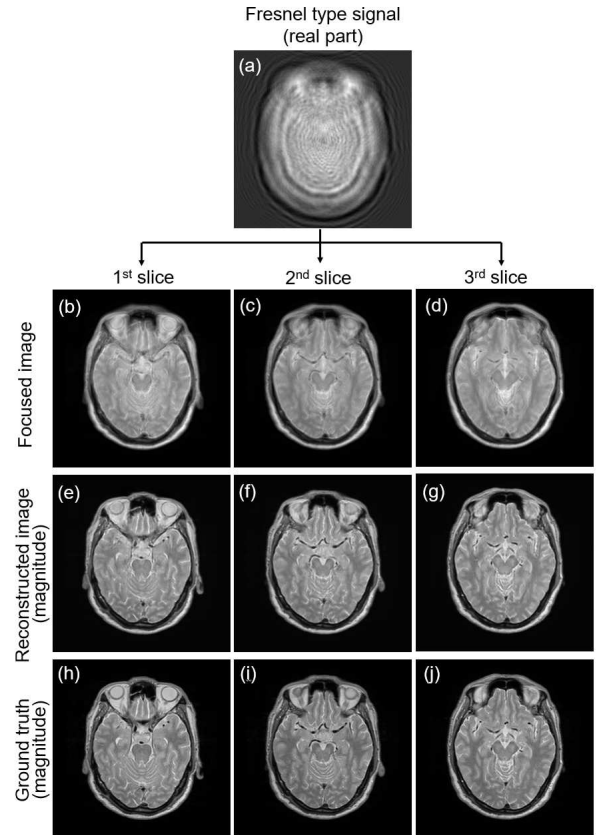 Fresnel type signal
(real part)
(a)
1st slice
2nd slice
3rd slice
Focused image
(b)
(c)
(d)
Reconstructed image
(magnitude)
(e)
(f)
(g)
Ground truth
(magnitude)
(h)
(i)
(j)